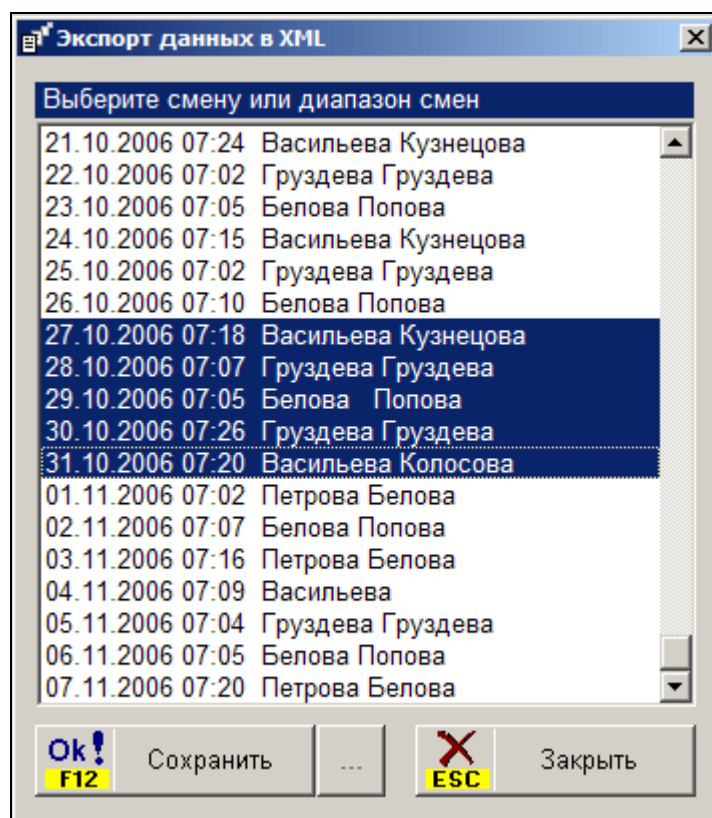 Экспорт данных в XML
Выберите смену или диапазон смен
21.10.2006 07:24 Васильева Кузнецова
22.10.2006 07:02 Груздева Груздева
23.10.2006 07:05 Белова Попова
24.10.2006 07:15 Васильева Кузнецова
25.10.2006 07:02 Груздева Груздева
26.10.2006 07:10 Белова Попова
27.10.2006 07:18 Васильева Кузнецова
28.10.2006 07:07 Груздева Груздева
29.10.2006 07:05 Белова Попова
30.10.2006 07:26 Груздева Груздева
31.10.2006 07:20 Васильева Колосова
01.11.2006 07:02 Петрова Белова
02.11.2006 07:07 Белова Попова
03.11.2006 07:16 Петрова Белова
04.11.2006 07:09 Васильева
05.11.2006 07:04 Груздева Груздева
06.11.2006 07:05 Белова Попова
07.11.2006 07:20 Петрова Белова
Ok! F12 Сохранить ... ESC Закрыть